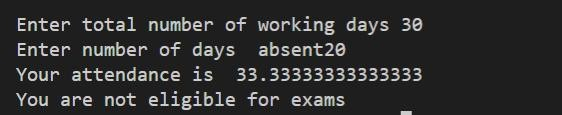 Enter total number of working days 30
Enter number of days  absent20
Your attendance is  33.33333333333333
You are not eligible for exams